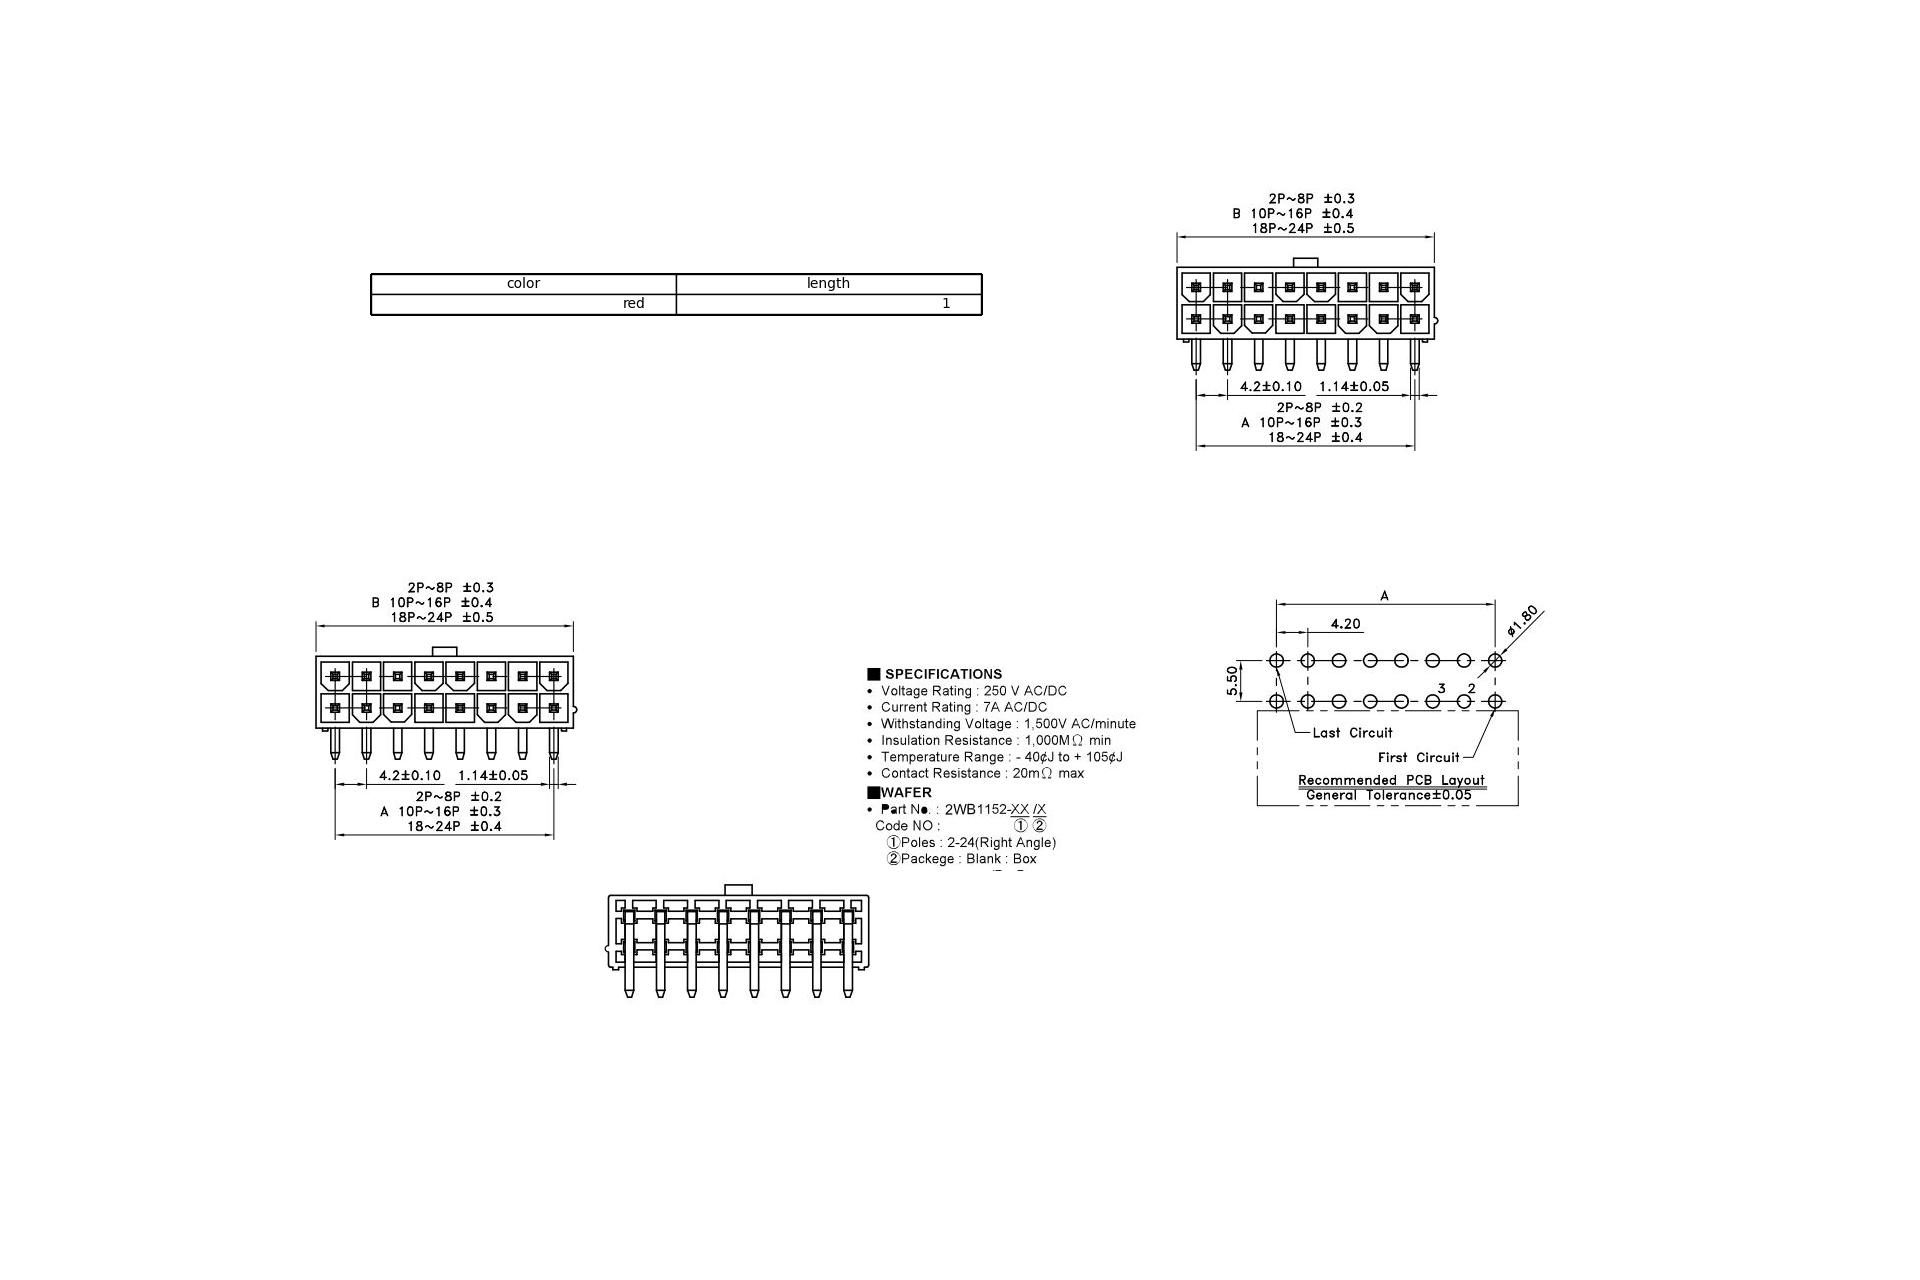 2P~8P ±0.3
B 10P~16P ±0.4
18P~24P ±0.5
color length
red 1
4.2±0.10 1.14±0.05
2P~8P ±0.2
A 10P~16P ±0.3
18~24P ±0.4
2P~8P ±0.3
B 10P~16P ±0.4
18P~24P ±0.5
4.2±0.10 1.14±0.05
2P~8P ±0.2
A 10P~16P ±0.3
18~24P ±0.4
■ SPECIFICATIONS
• Voltage Rating : 250 V AC/DC
• Current Rating : 7A AC/DC
• Withstanding Voltage : 1,500V AC/minute
• Insulation Resistance : 1,000MΩ min
• Temperature Range : - 40¢J to + 105¢J
• Contact Resistance : 20mΩ max
■WAFER
• Part No. : 2WB1152-XX /X
Code NO : ① ②
①Poles : 2-24(Right Angle)
②Packege : Blank : Box
A
ø1.80
4.20
5.50
3 2
Last Circuit
First Circuit
Recommended PCB Layout
General Tolerance±0.05